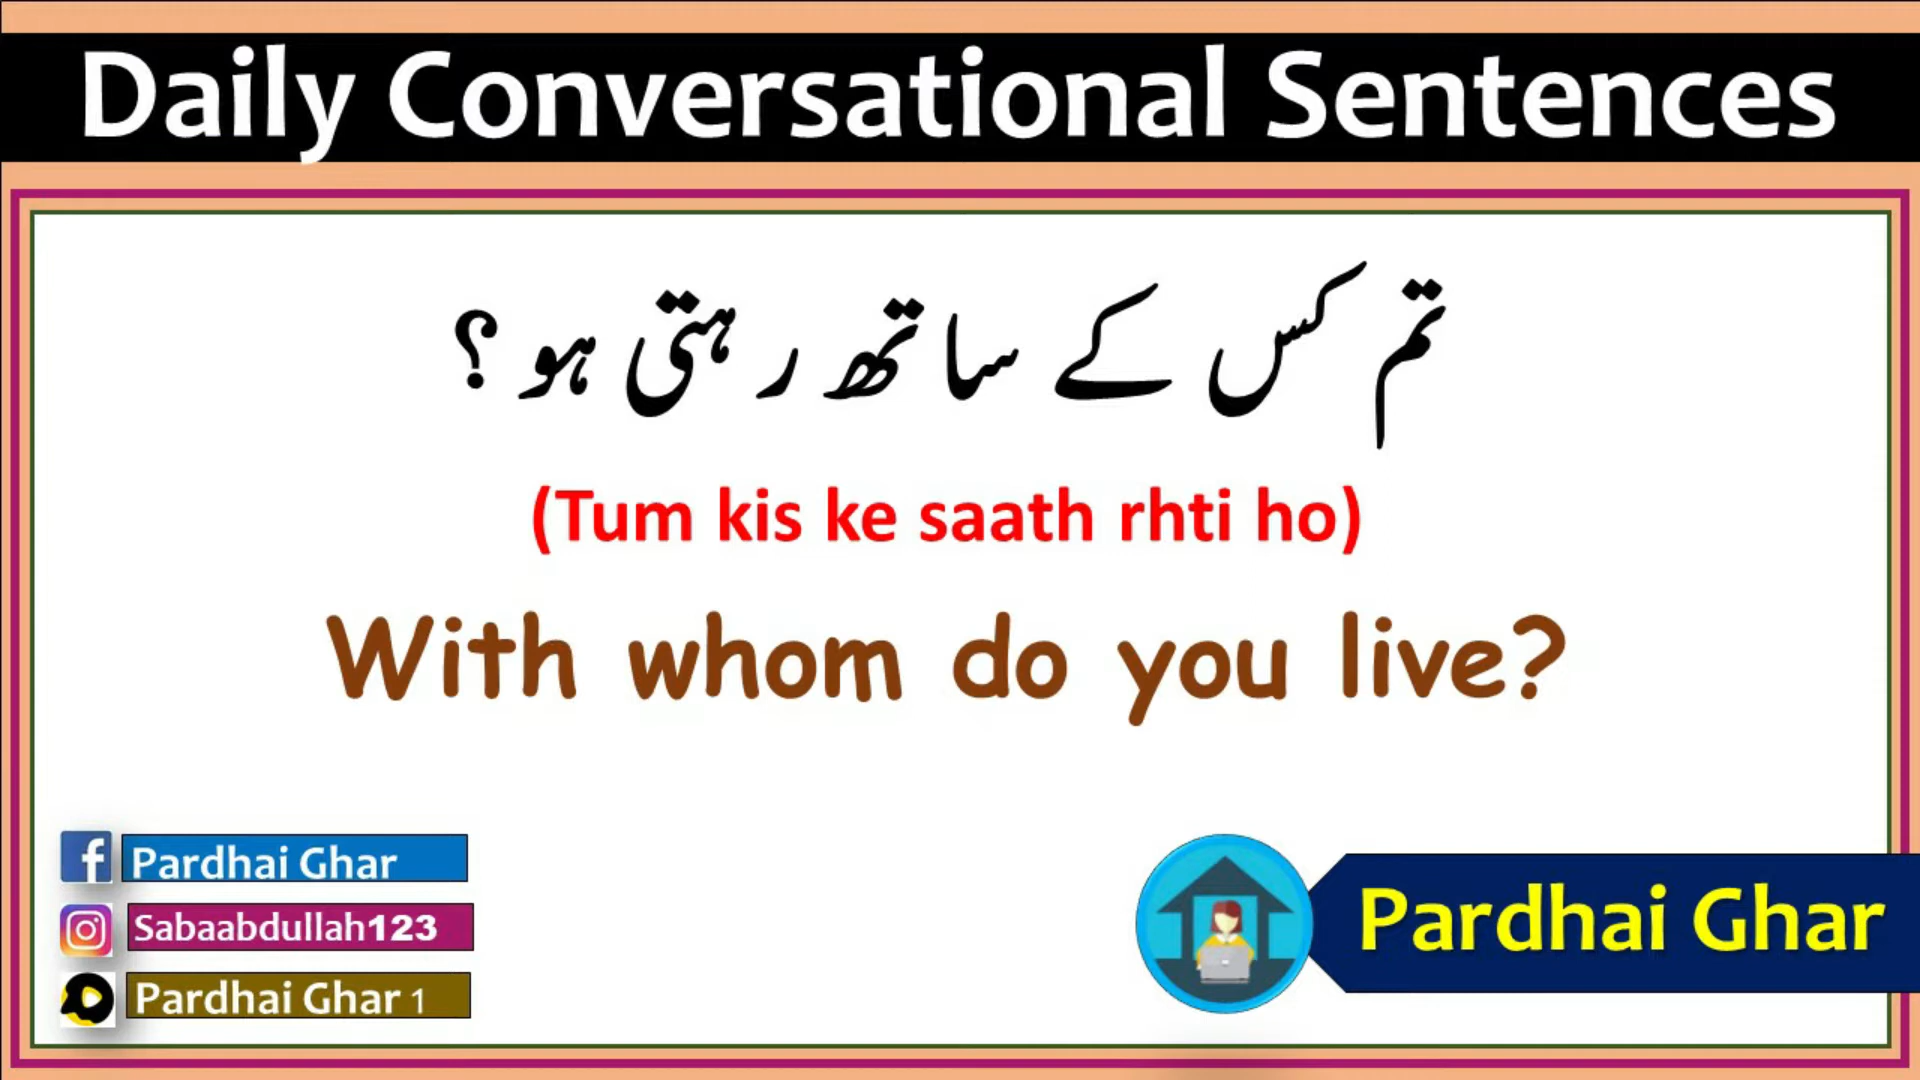 Daily Conversational Sentences
تم کس کے ساتھ رہتی ہو ؟
(Tum kis ke saath rhti ho)
With whom do you live?
Pardhai Ghar
Sabaabdullah123
Pardhai Ghar 1
Pardhai Ghar